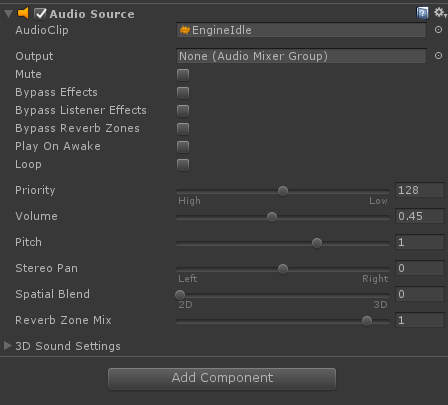 Audio Source
AudioClip EngineIdle
Output None (Audio Mixer Group)
Mute
Bypass Effects
Bypass Listener Effects
Bypass Reverb Zones
Play On Awake
Loop
Priority 128
High Low
Volume 0.45
Pitch 1
Stereo Pan 0
Left Right
Spatial Blend 0
2D 3D
Reverb Zone Mix 1
3D Sound Settings
Add Component